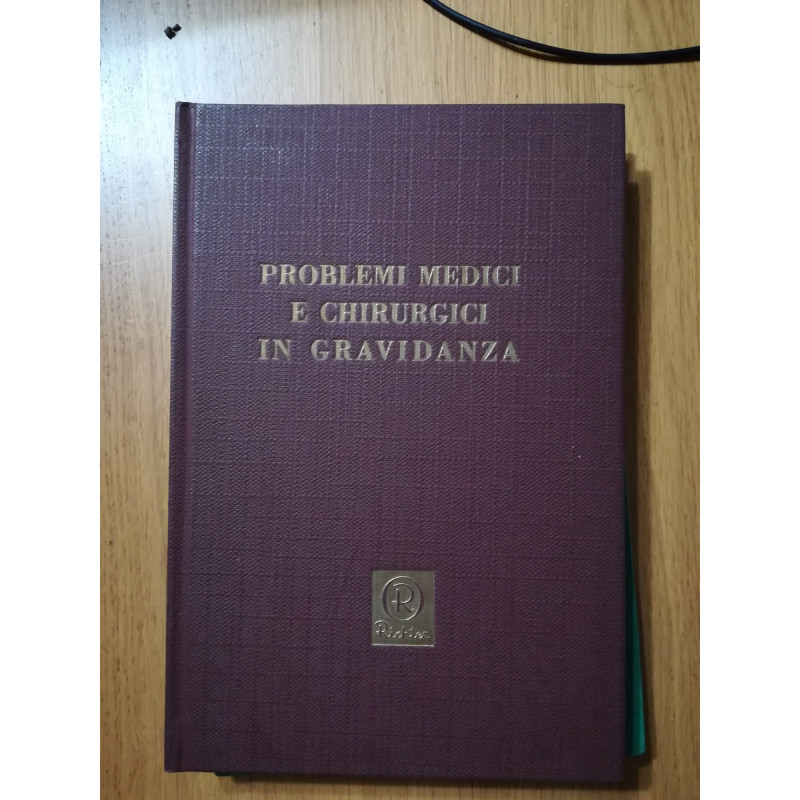 PROBLEMI MEDICI
E CHIRURGICI
IN GRAVIDANZA
R
Richter